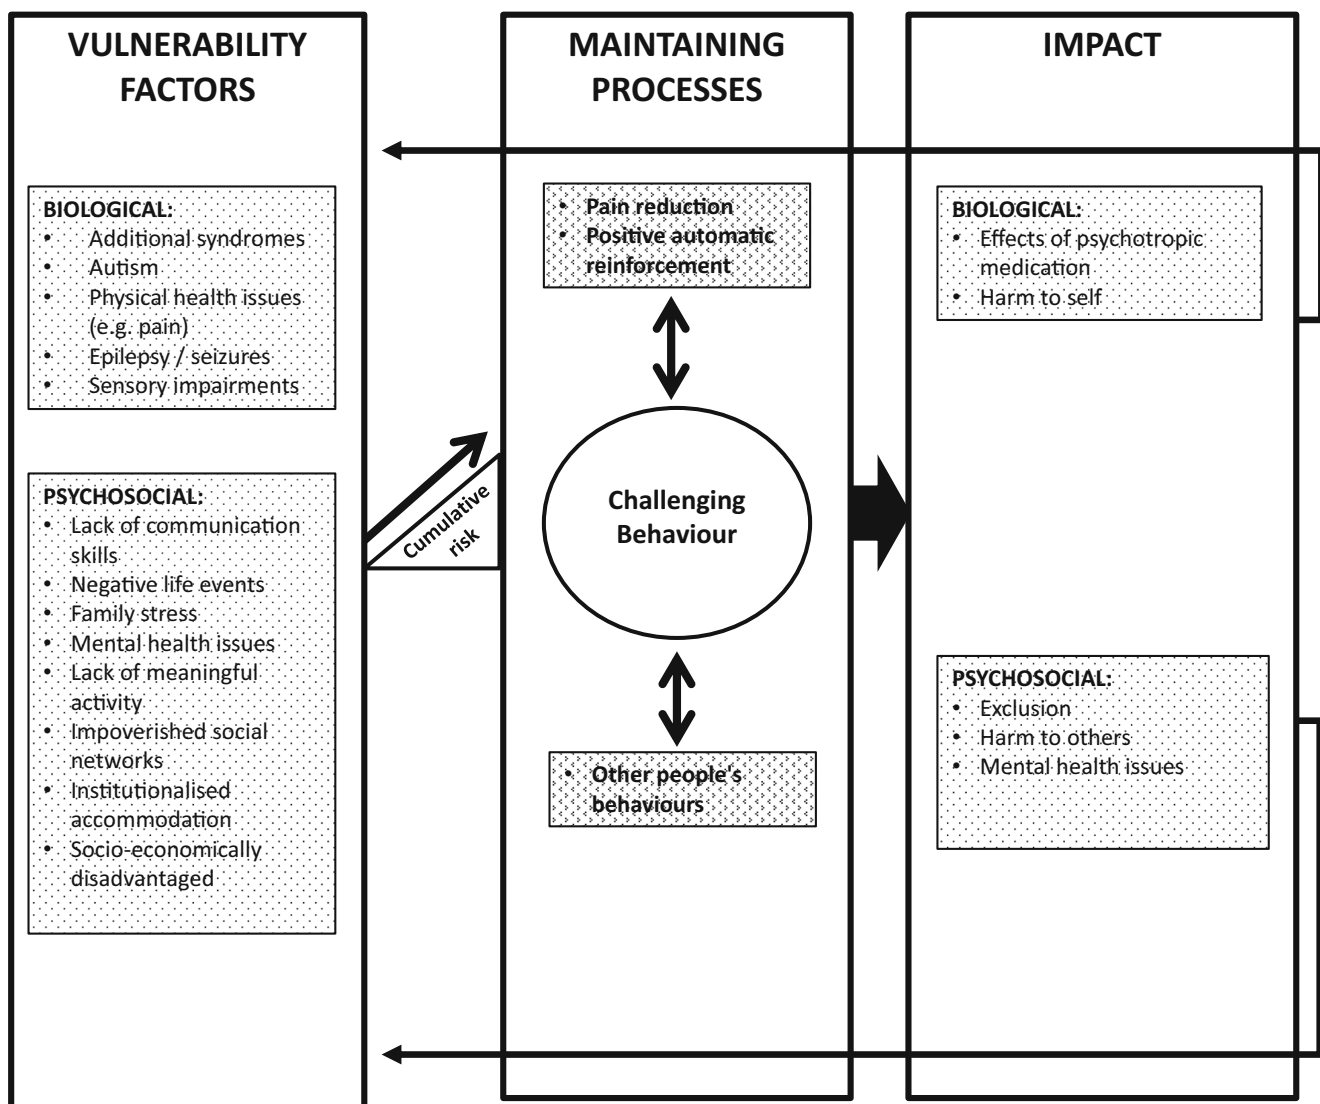 VULNERABILITY
FACTORS
BIOLOGICAL:
• Additional syndromes
• Autism
• Physical health issues
(e.g. pain)
• Epilepsy / seizures
• Sensory impairments
PSYCHOSOCIAL:
• Lack of communication
skills
• Negative life events
• Family stress
• Mental health issues
• Lack of meaningful
activity
• Impoverished social
networks
• Institutionalised
accommodation
• Socio-economically
disadvantaged
Cumulative
risk
MAINTAINING
PROCESSES
• Pain reduction
• Positive automatic
reinforcement
Challenging
Behaviour
• Other people's
behaviours
IMPACT
BIOLOGICAL:
• Effects of psychotropic
medication
• Harm to self
PSYCHOSOCIAL:
• Exclusion
• Harm to others
• Mental health issues